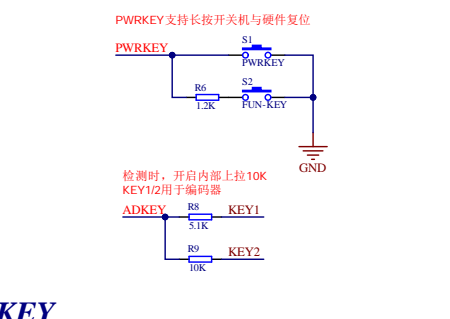 PWRKEY支持长按开关机与硬件复位
S1
PWRKEY
PWRKEY
S2
R6
1.2K
FUN-KEY
GND
检测时，开启内部上拉10K
KEY1/2用于编码器
ADKEY
R8
KEY1
5.1K
R9
KEY2
10K
KEY